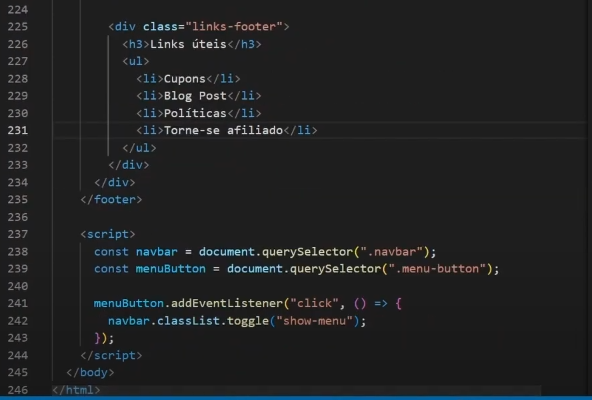 224
225 <div class="links-footer">
226 <h3>Links úteis</h3>
227 <ul>
228 <li>Cupons</li>
229 <li>Blog Post</li>
230 <li>Políticas</li>
231 <li>Torne-se afiliado</li>
232 </ul>
233 </div>
234 </div>
235 </footer>
236
237 <script>
238 const navbar = document.querySelector(".navbar");
239 const menuButton = document.querySelector(".menu-button");
240
241 menuButton.addEventListener("click", () => {
242 navbar.classList.toggle("show-menu");
243 });
244 </script>
245 </body>
246 </html>